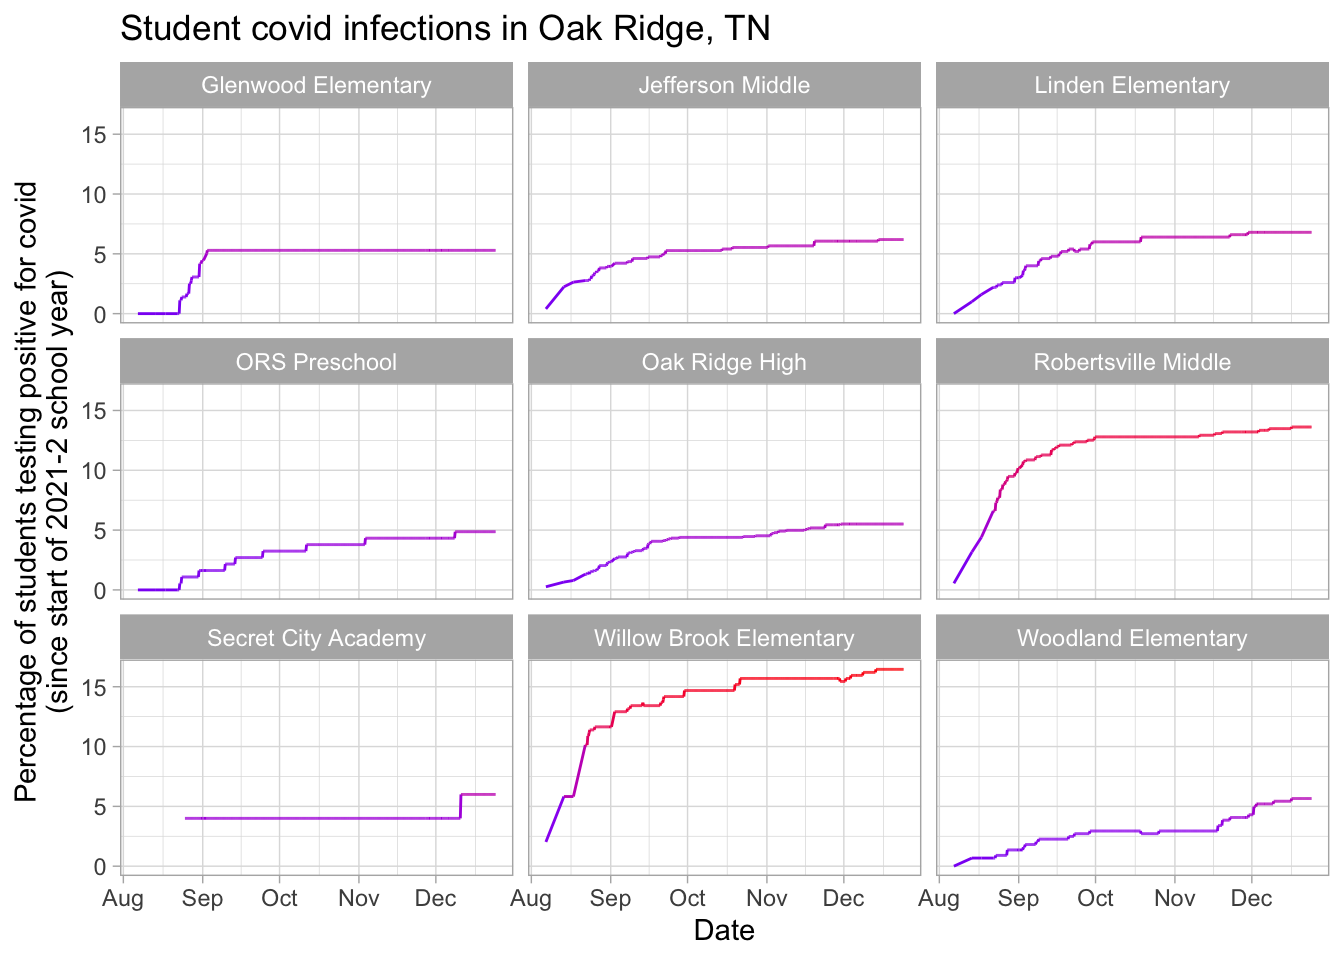 Student covid infections in Oak Ridge, TN
Percentage of students testing positive for covid
(since start of 2021-2 school year)
Glenwood Elementary
Jefferson Middle
Linden Elementary
15
10
5
0
ORS Preschool
Oak Ridge High
Robertsville Middle
15
10
5
0
Secret City Academy
Willow Brook Elementary
Woodland Elementary
15
10
5
0
Aug Sep Oct Nov Dec
Aug Sep Oct Nov Dec
Aug Sep Oct Nov Dec
Date